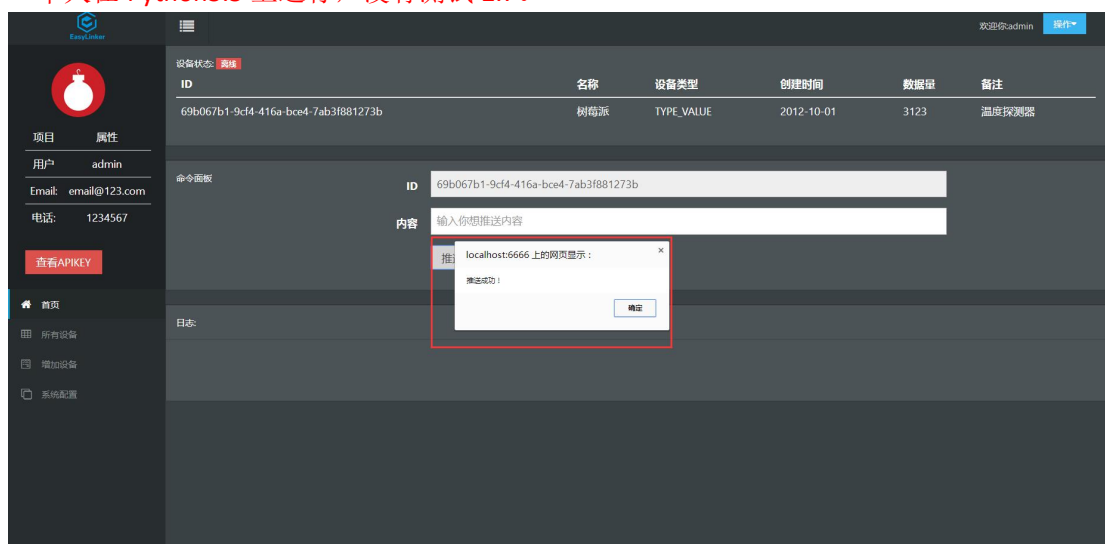 EasyLinker
欢迎你:admin 操作
设备状态: 离线
ID 名称 设备类型 创建时间 数据量 备注
69b067b1-9cf4-416a-bce4-7ab3f881273b 树莓派 TYPE_VALUE 2012-10-01 3123 温度探测器
项目 属性
用户 admin
Email: email@123.com
电话: 1234567
查看APIKEY
首页
所有设备
增加设备
系统配置
命令面板
ID 69b067b1-9cf4-416a-bce4-7ab3f881273b
内容 输入你想推送内容
推
localhost:6666 上的网页显示：
×
推送成功！
确定
日志: